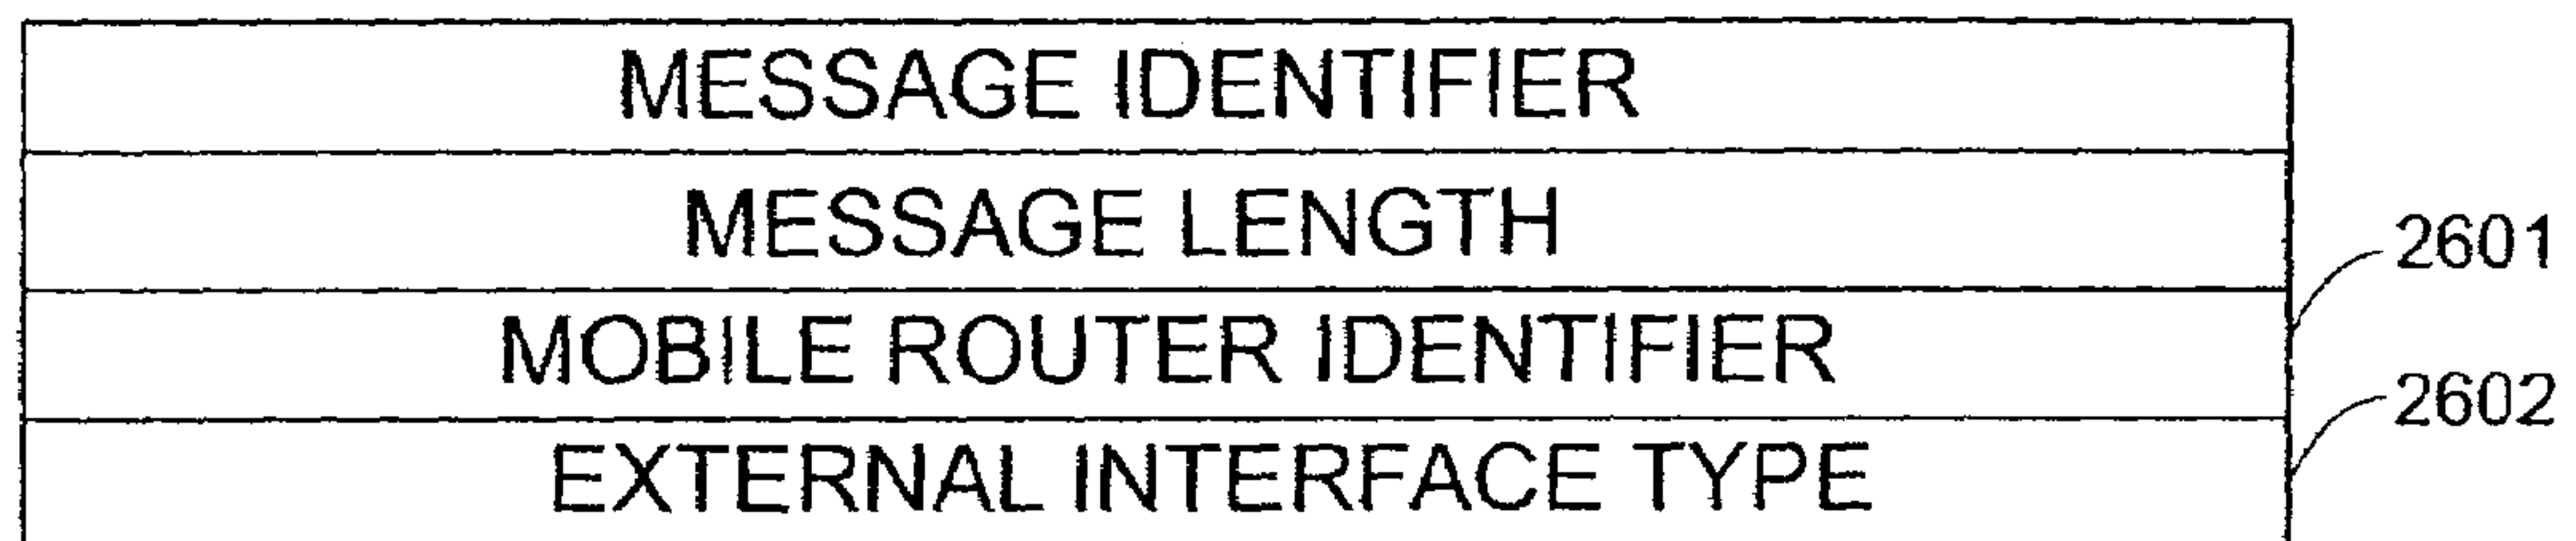 MESSAGE IDENTIFIER
MESSAGE LENGTH
2601
MOBILE ROUTER IDENTIFIER
2602
EXTERNAL INTERFACE TYPE